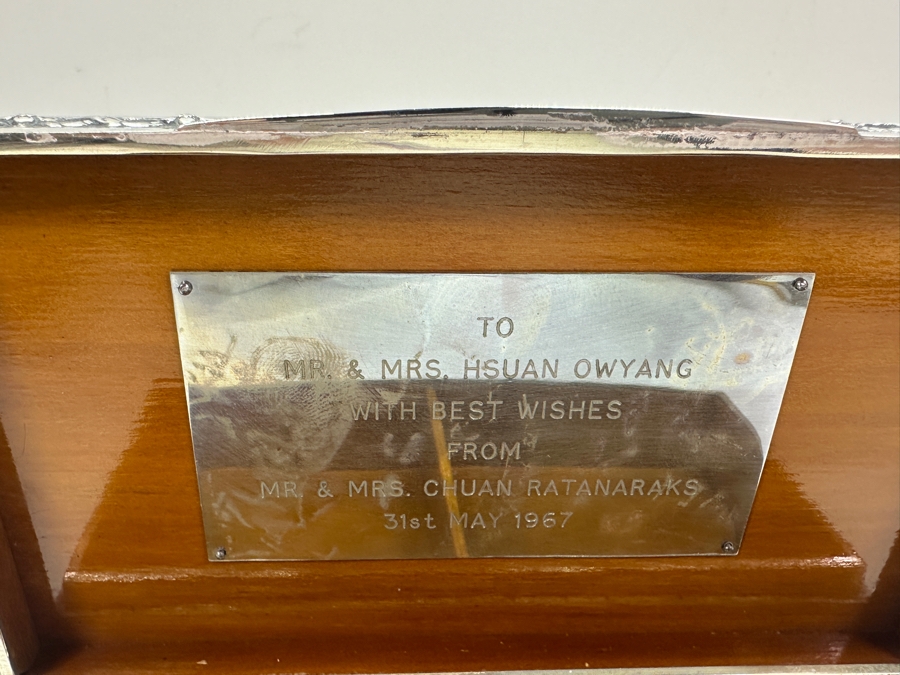 TO
MR. & MRS. HSUAN OWYANG
WITH BEST WISHES
FROM
MR. & MRS. CHUAN RATANARAKS
31st MAY 1967